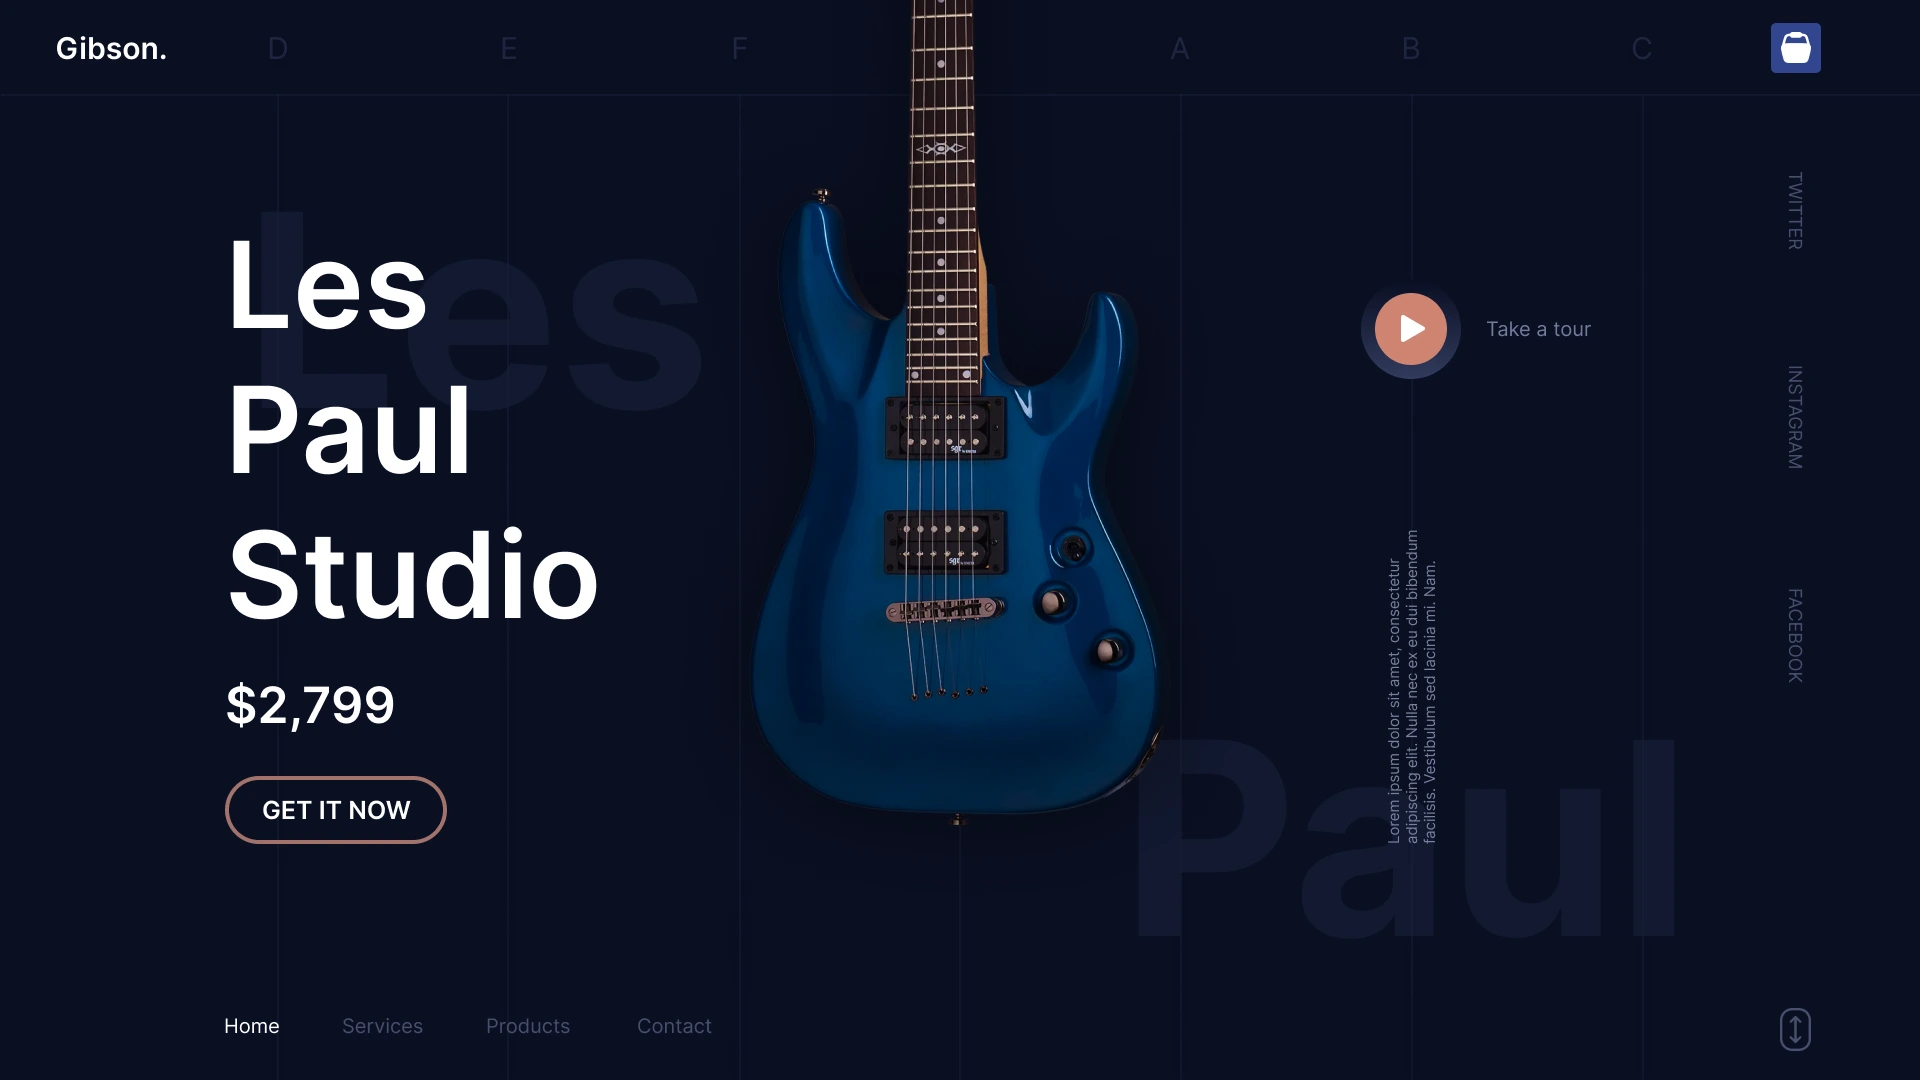 Gibson.
D
E
F
A
B
C
TWITTER
Les
Les
Paul
Studio
Take a tour
INSTAGRAM
sgr
sgr
Lorem ipsum dolor sit amet, consectetur
adipiscing elit. Nulla nec ex eu dui bibendum
facilisis. Vestibulum sed lacinia mi. Nam.
FACEBOOK
$2,799
GET IT NOW
Paul
Home
Services
Products
Contact